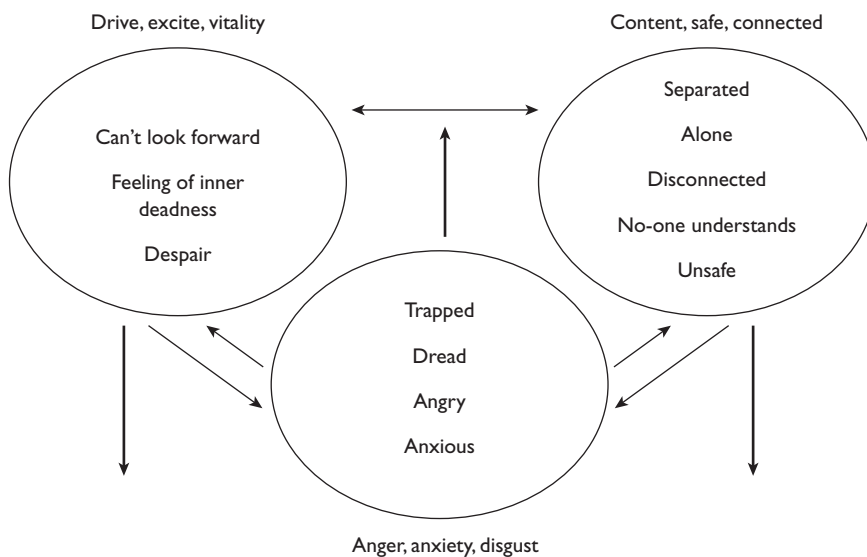 Drive, excite, vitality
Content, safe, connected
Can’t look forward
Feeling of inner
deadness
Despair
Separated
Alone
Disconnected
No-one understands
Unsafe
Trapped
Dread
Angry
Anxious
Anger, anxiety, disgust